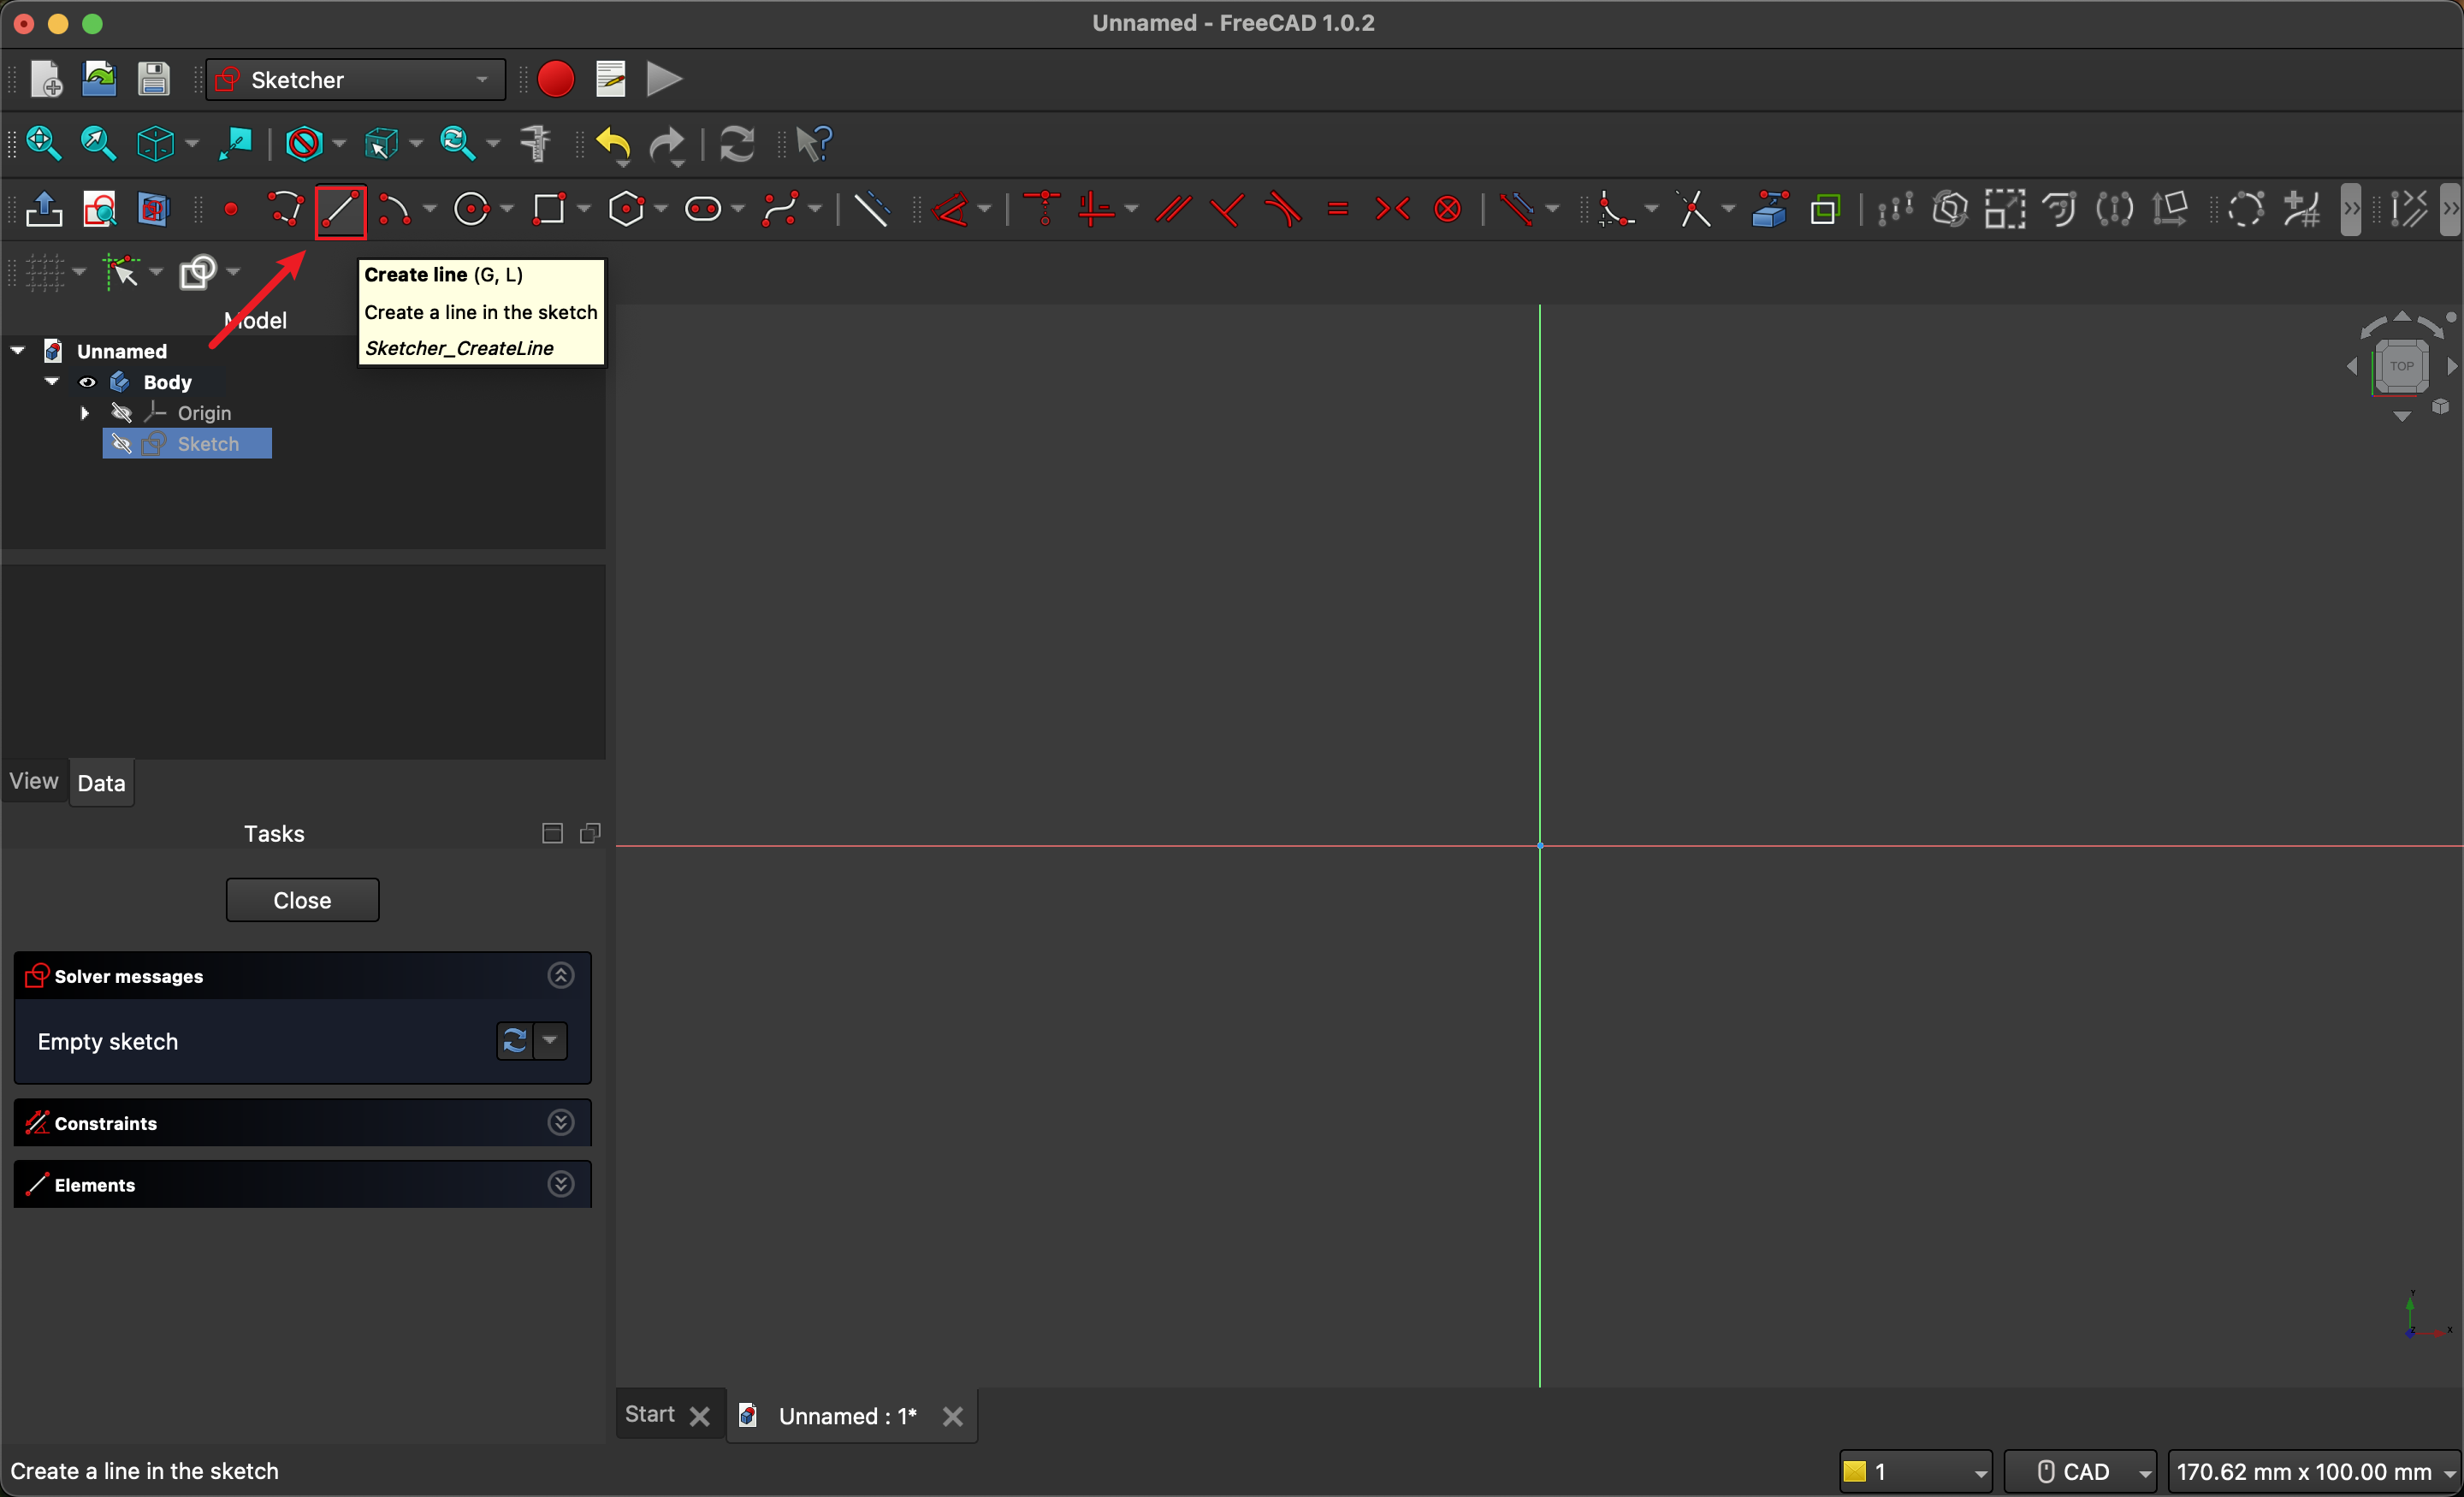 Unnamed - FreeCAD 1.0.2
Sketcher
Create line (G, L)
Create a line in the sketch
Sketcher_CreateLine
Model
Unnamed
Body
Origin
Sketch
TOP
View
Data
Tasks
Close
Solver messages
Empty sketch
Constraints
Elements
Y
Z
X
Start
Unnamed : 1*
Create a line in the sketch
1
CAD
170.62 mm x 100.00 mm